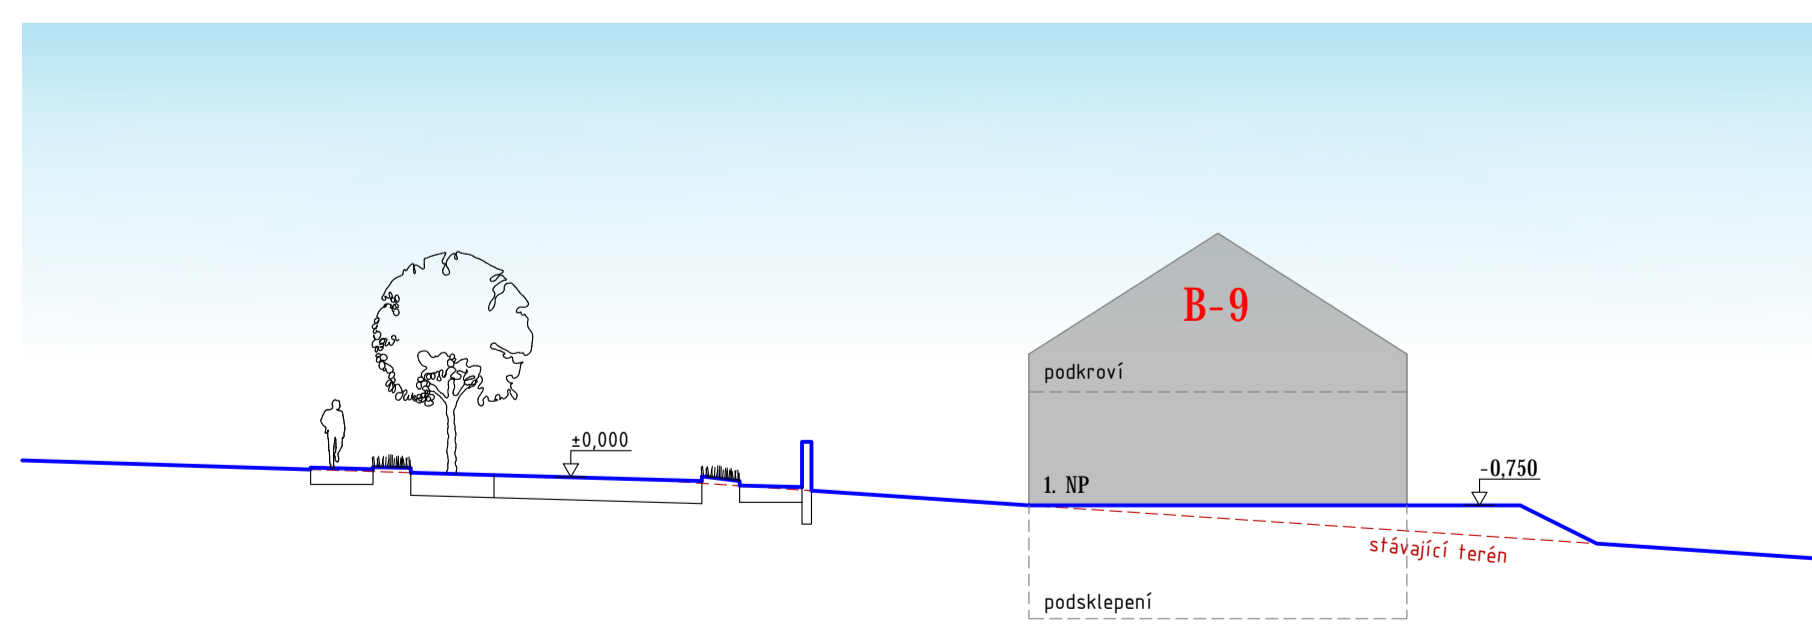 B-9
podkroví
±0,000
-0,750
1. NP
stávající terén
podsklepení